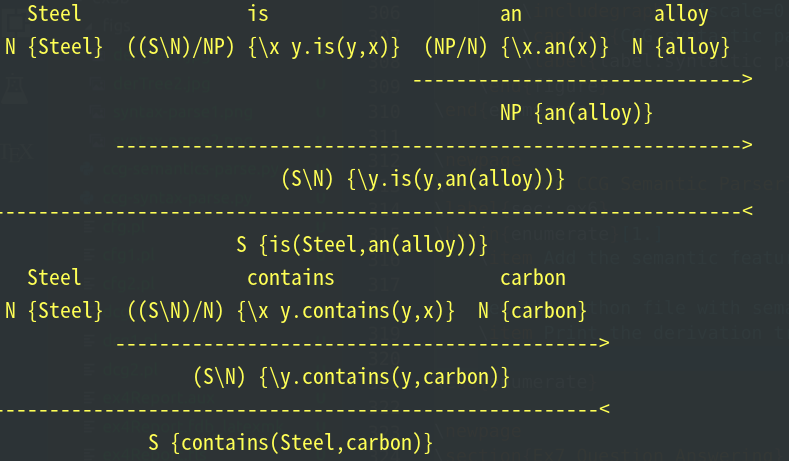 Steel is an alloy
N {Steel} ((S\N)/NP) {\x y.is(y,x)} (NP/N) {\x.an(x)} N {alloy}
------------------------------->
NP {an(alloy)}
--------------------------------------------------------->
(S\N) {\y.is(y,an(alloy))}
--------------------------------------------------------------------<
S {is(Steel,an(alloy))}
Steel contains carbon
N {Steel} ((S\N)/N) {\x y.contains(y,x)} N {carbon}
-------------------------------------------->
(S\N) {\y.contains(y,carbon)}
-------------------------------------------------------<
S {contains(Steel,carbon)}